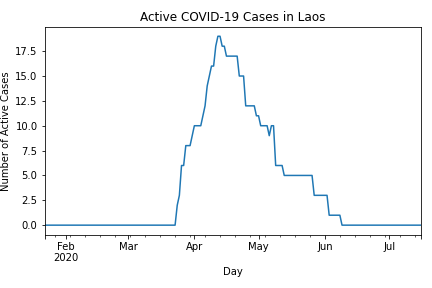 Active COVID-19 Cases in Laos
Number of Active Cases
17.5
15.0
12.5
10.0
7.5
5.0
2.5
0.0
Feb Mar Apr May Jun Jul
2020
Day